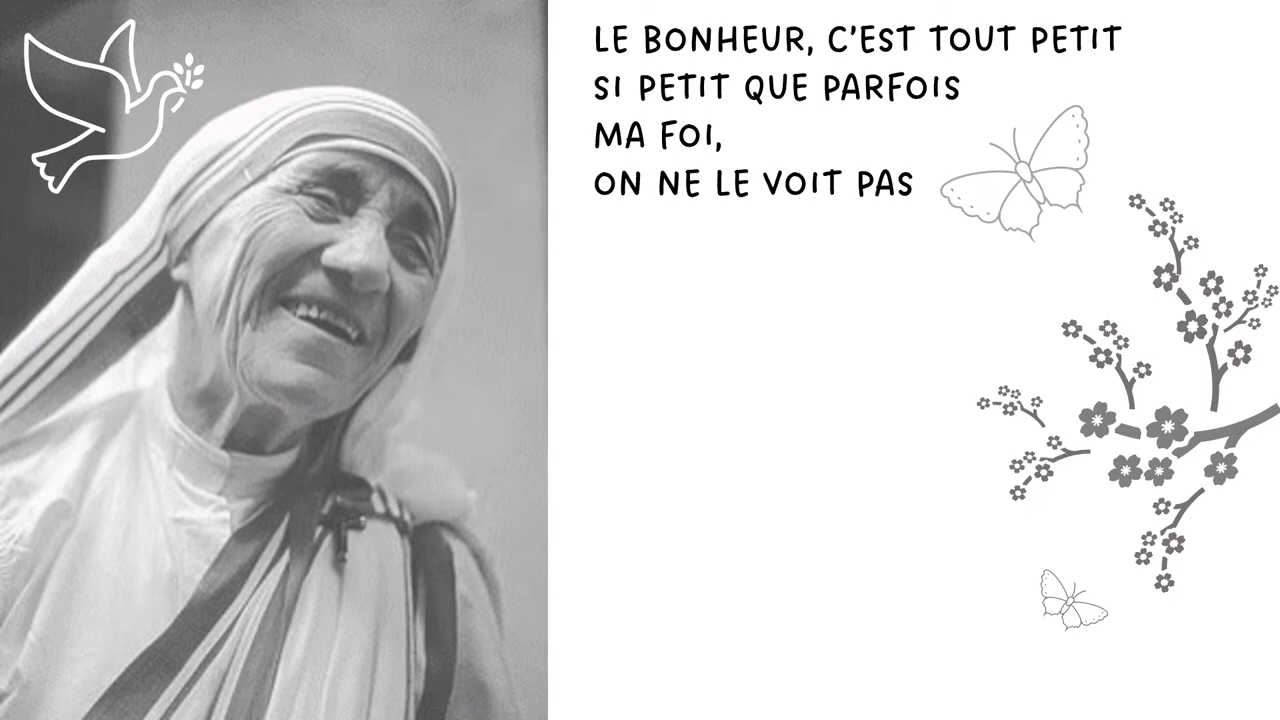 LE BONHEUR, C'EST TOUT PETIT
SI PETIT QUE PARFOIS
MA FOI,
ON NE LE VOIT PAS